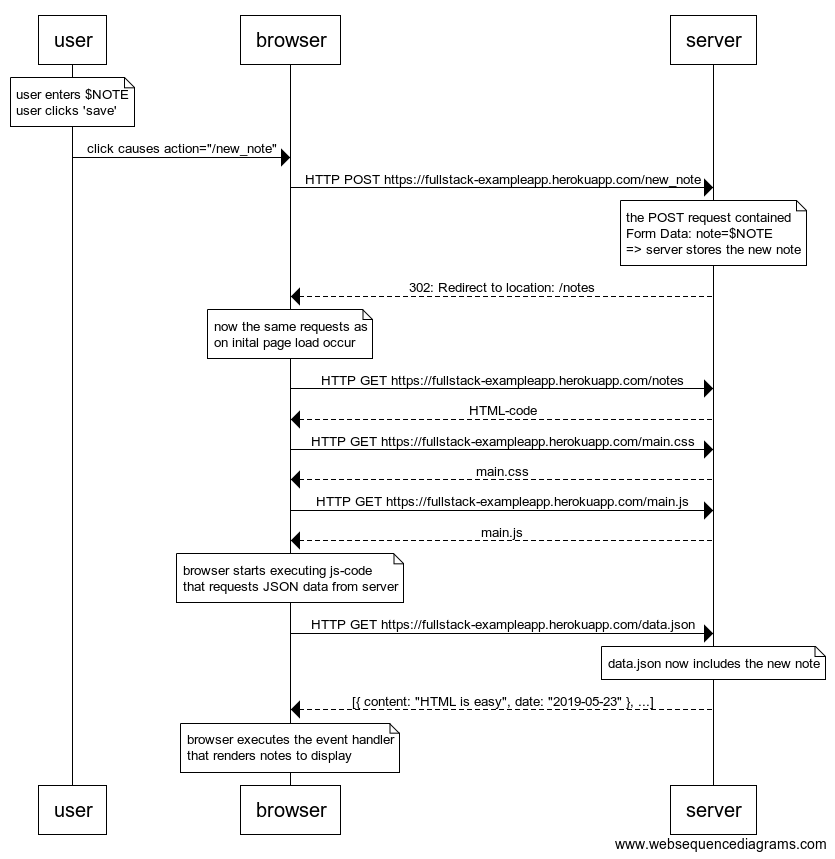 user
browser
server
user enters $NOTE
user clicks 'save'
click causes action="/new_note"
HTTP POST https://fullstack-exampleapp.herokuapp.com/new_note
the POST request contained
Form Data: note=$NOTE
=> server stores the new note
302: Redirect to location: /notes
now the same requests as
on inital page load occur
HTTP GET https://fullstack-exampleapp.herokuapp.com/notes
HTML-code
HTTP GET https://fullstack-exampleapp.herokuapp.com/main.css
main.css
HTTP GET https://fullstack-exampleapp.herokuapp.com/main.js
main.js
browser starts executing js-code
that requests JSON data from server
HTTP GET https://fullstack-exampleapp.herokuapp.com/data.json
data.json now includes the new note
[{ content: "HTML is easy", date: "2019-05-23" }, ...]
browser executes the event handler
that renders notes to display
user
browser
server
www.websequencediagrams.com